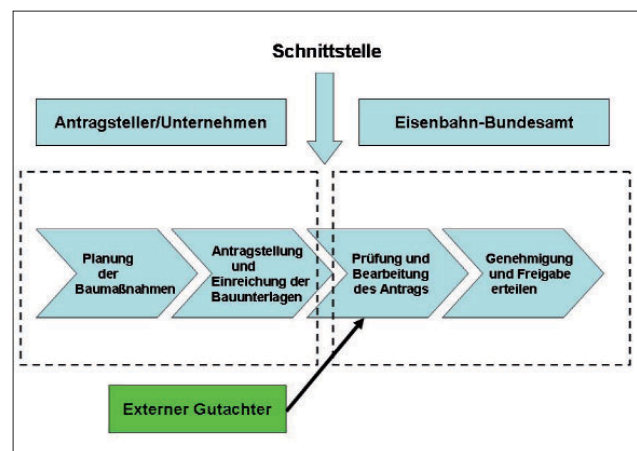 Schnittstelle
Antragsteller/Unternehmen
Eisenbahn-Bundesamt
Planung
der
Baumaßnahmen
Antragstellung
und
Einreichung der
Bauunterlagen
Prüfung und
Bearbeitung
des Antrags
Genehmigung
und Freigabe
erteilen
Externer Gutachter